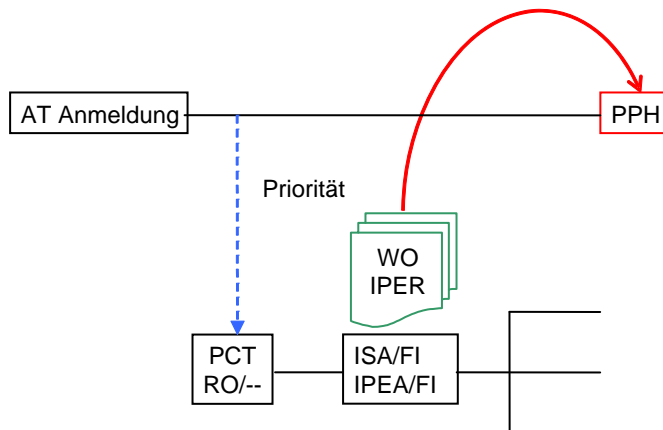 AT Anmeldung
PPH
Priorität
WO
IPER
PCT
RO/--
ISA/FI
IPEA/FI